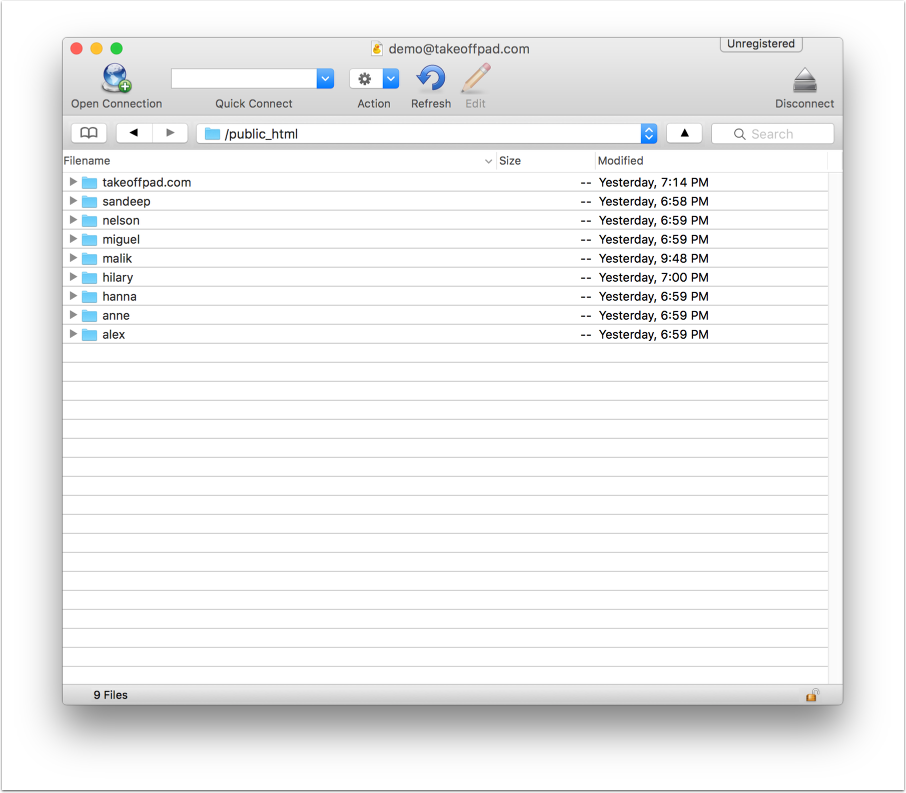 demo@takeoffpad.com
Unregistered
Open Connection Quick Connect Action Refresh Edit Disconnect
/public_html Search
Filename Size Modified
takeoffpad.com -- Yesterday, 7:14 PM
sandeep -- Yesterday, 6:58 PM
nelson -- Yesterday, 6:59 PM
miguel -- Yesterday, 6:59 PM
malik -- Yesterday, 9:48 PM
hilary -- Yesterday, 7:00 PM
hanna -- Yesterday, 6:59 PM
anne -- Yesterday, 6:59 PM
alex -- Yesterday, 6:59 PM
9 Files